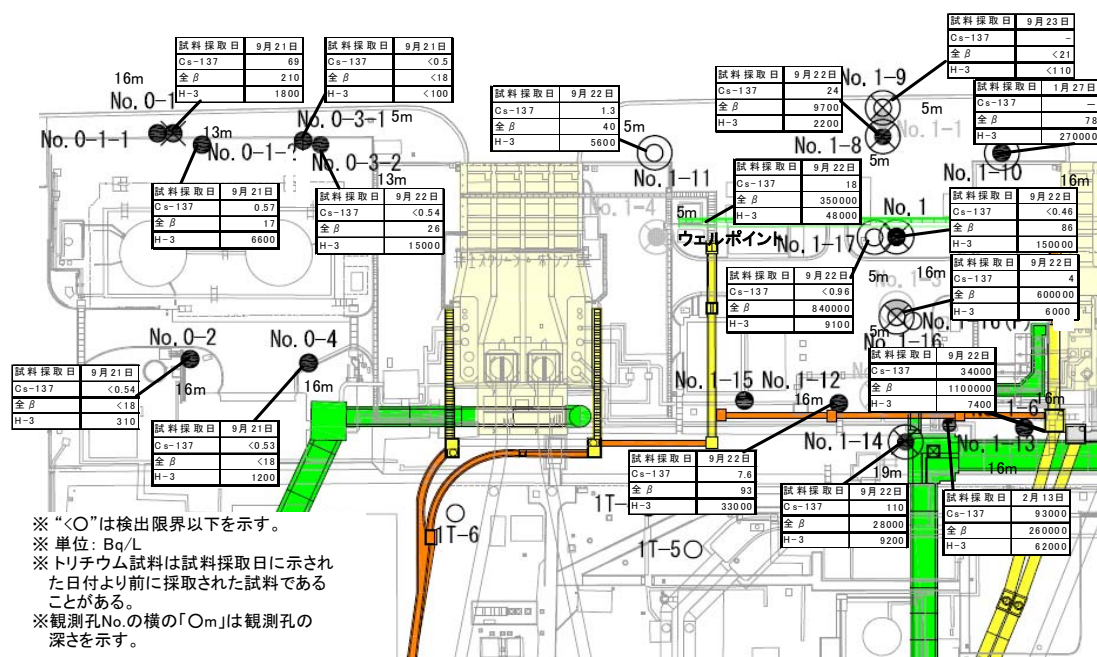 試料採取日 9月21日
Cs-137 69
全β 210
H-3 1800
試料採取日 9月21日
Cs-137 <0.5
全β <18
H-3 <100
試料採取日 9月23日
Cs-137 -
全β <21
H-3 <110
試料採取日 9月22日
Cs-137 24
全β 9700
H-3 2200
試料採取日 1月27日
Cs-137 -
全β 78
H-3 270000
試料採取日 9月22日
Cs-137 1.3
全β 40
H-3 5600
16m
No. 0-1
No. 0-1-1
13m
No. 0-1-2
No. 0-3-1
5m
No. 0-3-2
13m
5m
No. 1-11
No. 1-9
5m
No. 1-1
No. 1-8
5m
5m
No. 1-10
16m
試料採取日 9月21日
Cs-137 0.57
全β 17
H-3 6600
試料採取日 9月22日
Cs-137 <0.54
全β 26
H-3 15000
試料採取日 9月22日
Cs-137 18
全β 350000
H-3 48000
No. 1-4
5m
ウェルポイント
No. 1-17
No. 1
5m
16m
試料採取日 9月22日
Cs-137 <0.46
全β 86
H-3 150000
試料採取日 9月22日
Cs-137 <0.96
全β 840000
H-3 9100
試料採取日 9月22日
Cs-137 4
全β 600000
H-3 6000
5m
No. 1-16
No. 0-2
16m
No. 0-4
16m
試料採取日 9月21日
Cs-137 <0.54
全β <18
H-3 310
試料採取日 9月21日
Cs-137 <0.53
全β <18
H-3 1200
No. 1-15
No. 1-12
16m
試料採取日 9月22日
Cs-137 34000
全β 1100000
H-3 7400
No. 1-6
16m
No. 1-14
19m
No. 1-13
16m
試料採取日 9月22日
Cs-137 7.6
全β 93
H-3 33000
試料採取日 9月22日
Cs-137 110
全β 28000
H-3 9200
試料採取日 2月13日
Cs-137 93000
全β 260000
H-3 62000
1T-6
1T-5
※ “<○”は検出限界以下を示す。
※ 単位: Bq/L
※ トリチウム試料は試料採取日に示され
た日付より前に採取された試料である
ことがある。
※観測孔No.の横の「○m」は観測孔の
深さを示す。